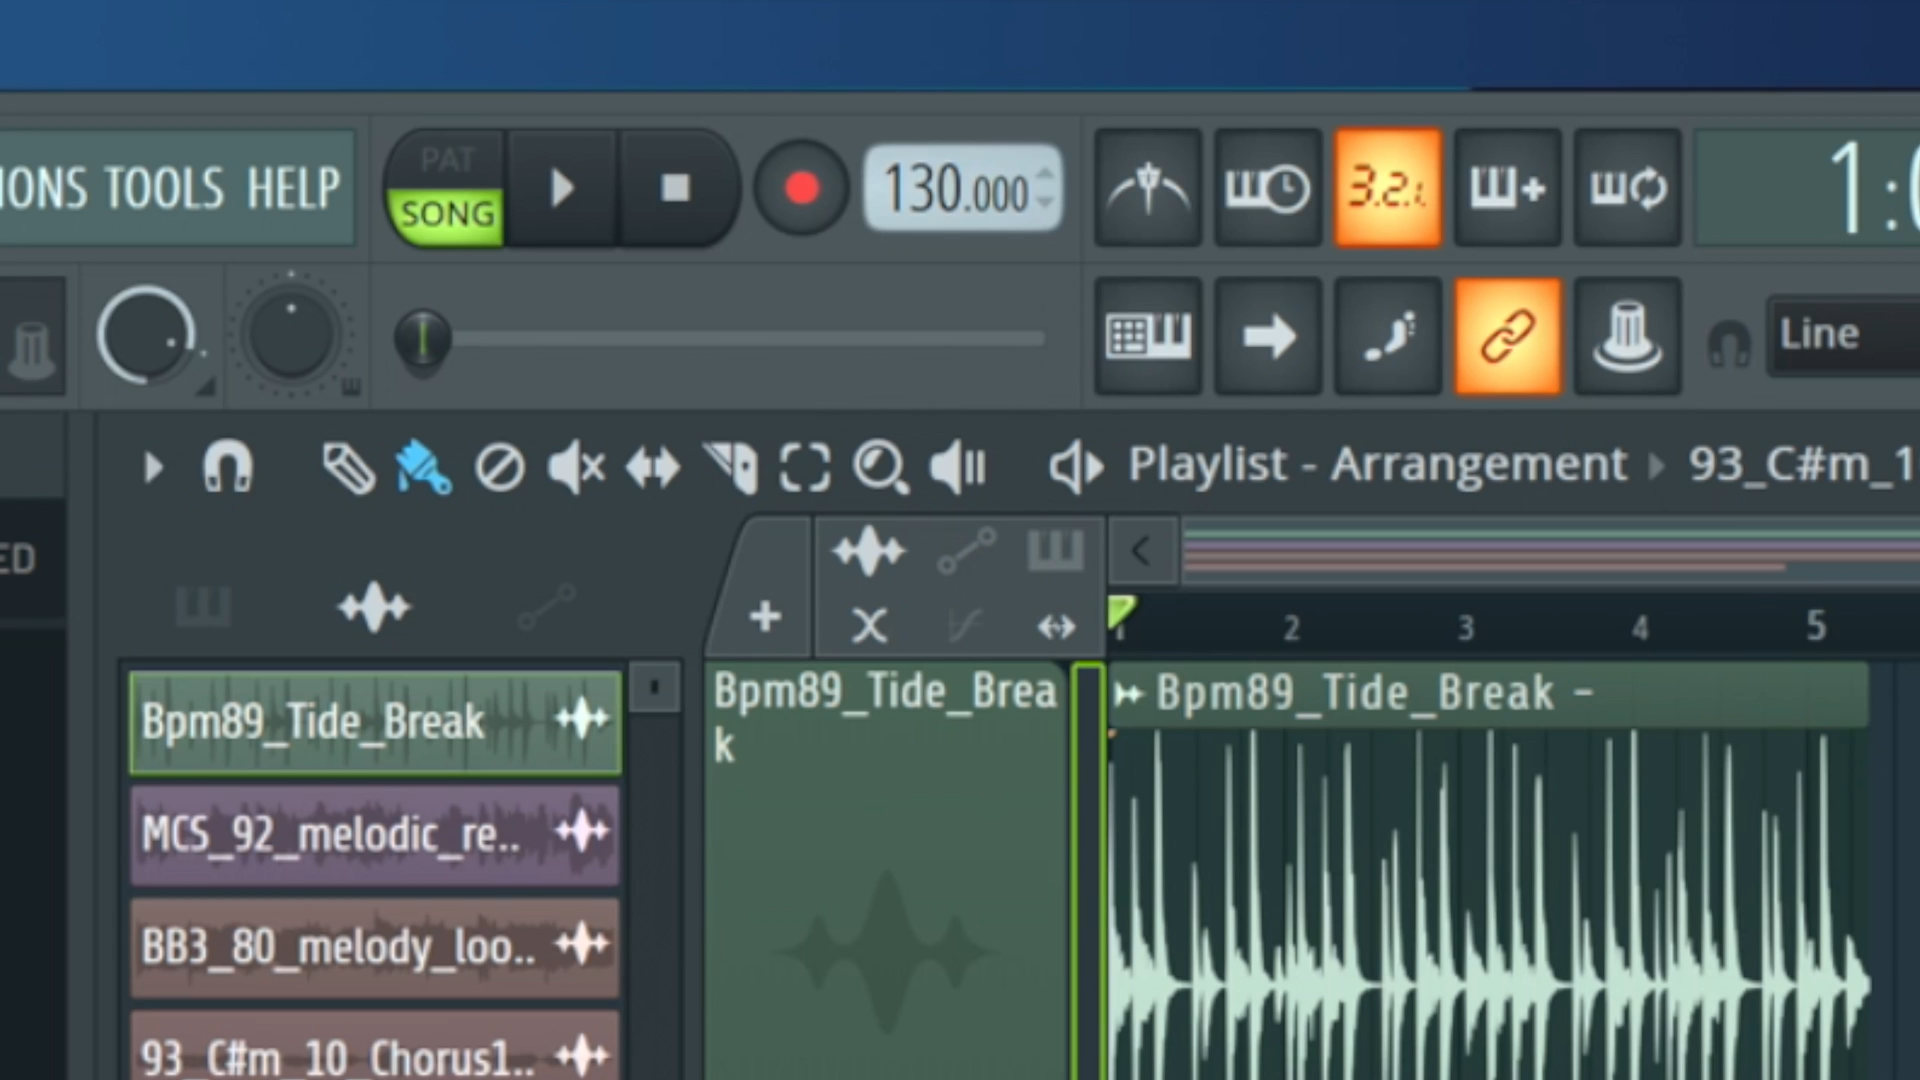 IONS TOOLS HELP
PAT
SONG
130.000
3.2.1
1:0
Line
Playlist - Arrangement
93_C#m_1
ED
1 2 3 4 5
Bpm89_Tide_Break
Bpm89_Tide_Brea
k
Bpm89_Tide_Break -
MCS_92_melodic_re..
BB3_80_melody_loo..
93_C#m_10_Chorus1..